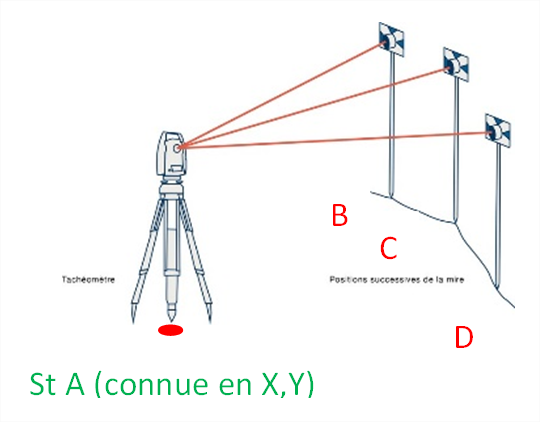 B
C
Tachéomètre
Positions successives de la mire
D
St A (connue en X,Y)